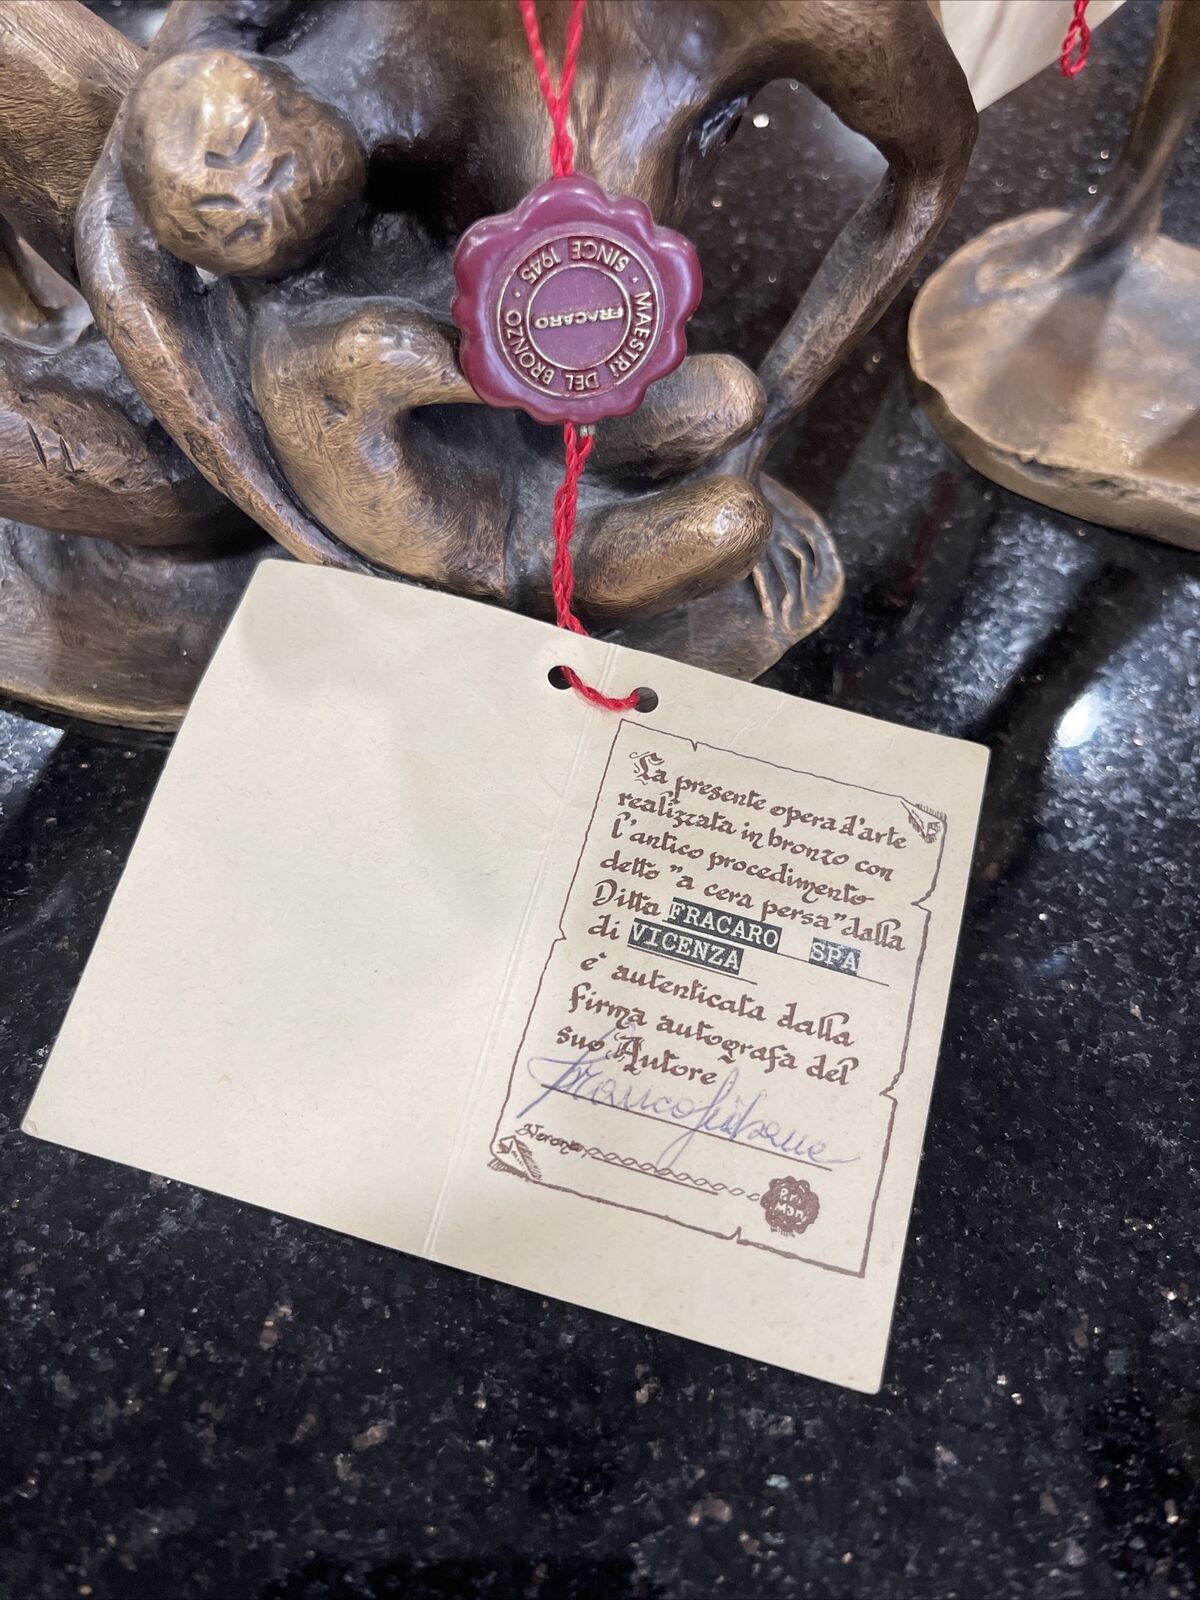 MAESTRI DEL BRONZO · SINCE 1945 ·
FRACARO
La presente opera d'arte
realizzata in bronzo con
l'antico procedimento
detto "a cera persa" dalla
Ditta FRACARO SPA
di VICENZA
e' autenticata dalla
firma autografa del
suo Autore
Verona,